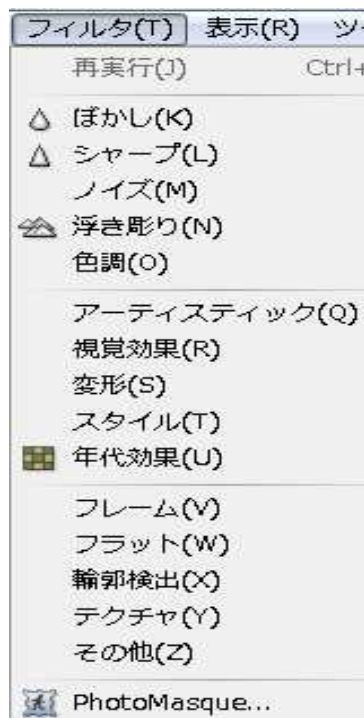 フィルタ(T) 表示(R) ツ
再実行(J) Ctrl+
ぼかし(K)
シャープ(L)
ノイズ(M)
浮き彫り(N)
色調(O)
アーティスティック(Q)
視覚効果(R)
変形(S)
スタイル(T)
年代効果(U)
フレーム(V)
フラット(W)
輪郭検出(X)
テクチャ(Y)
その他(Z)
PhotoMasque...